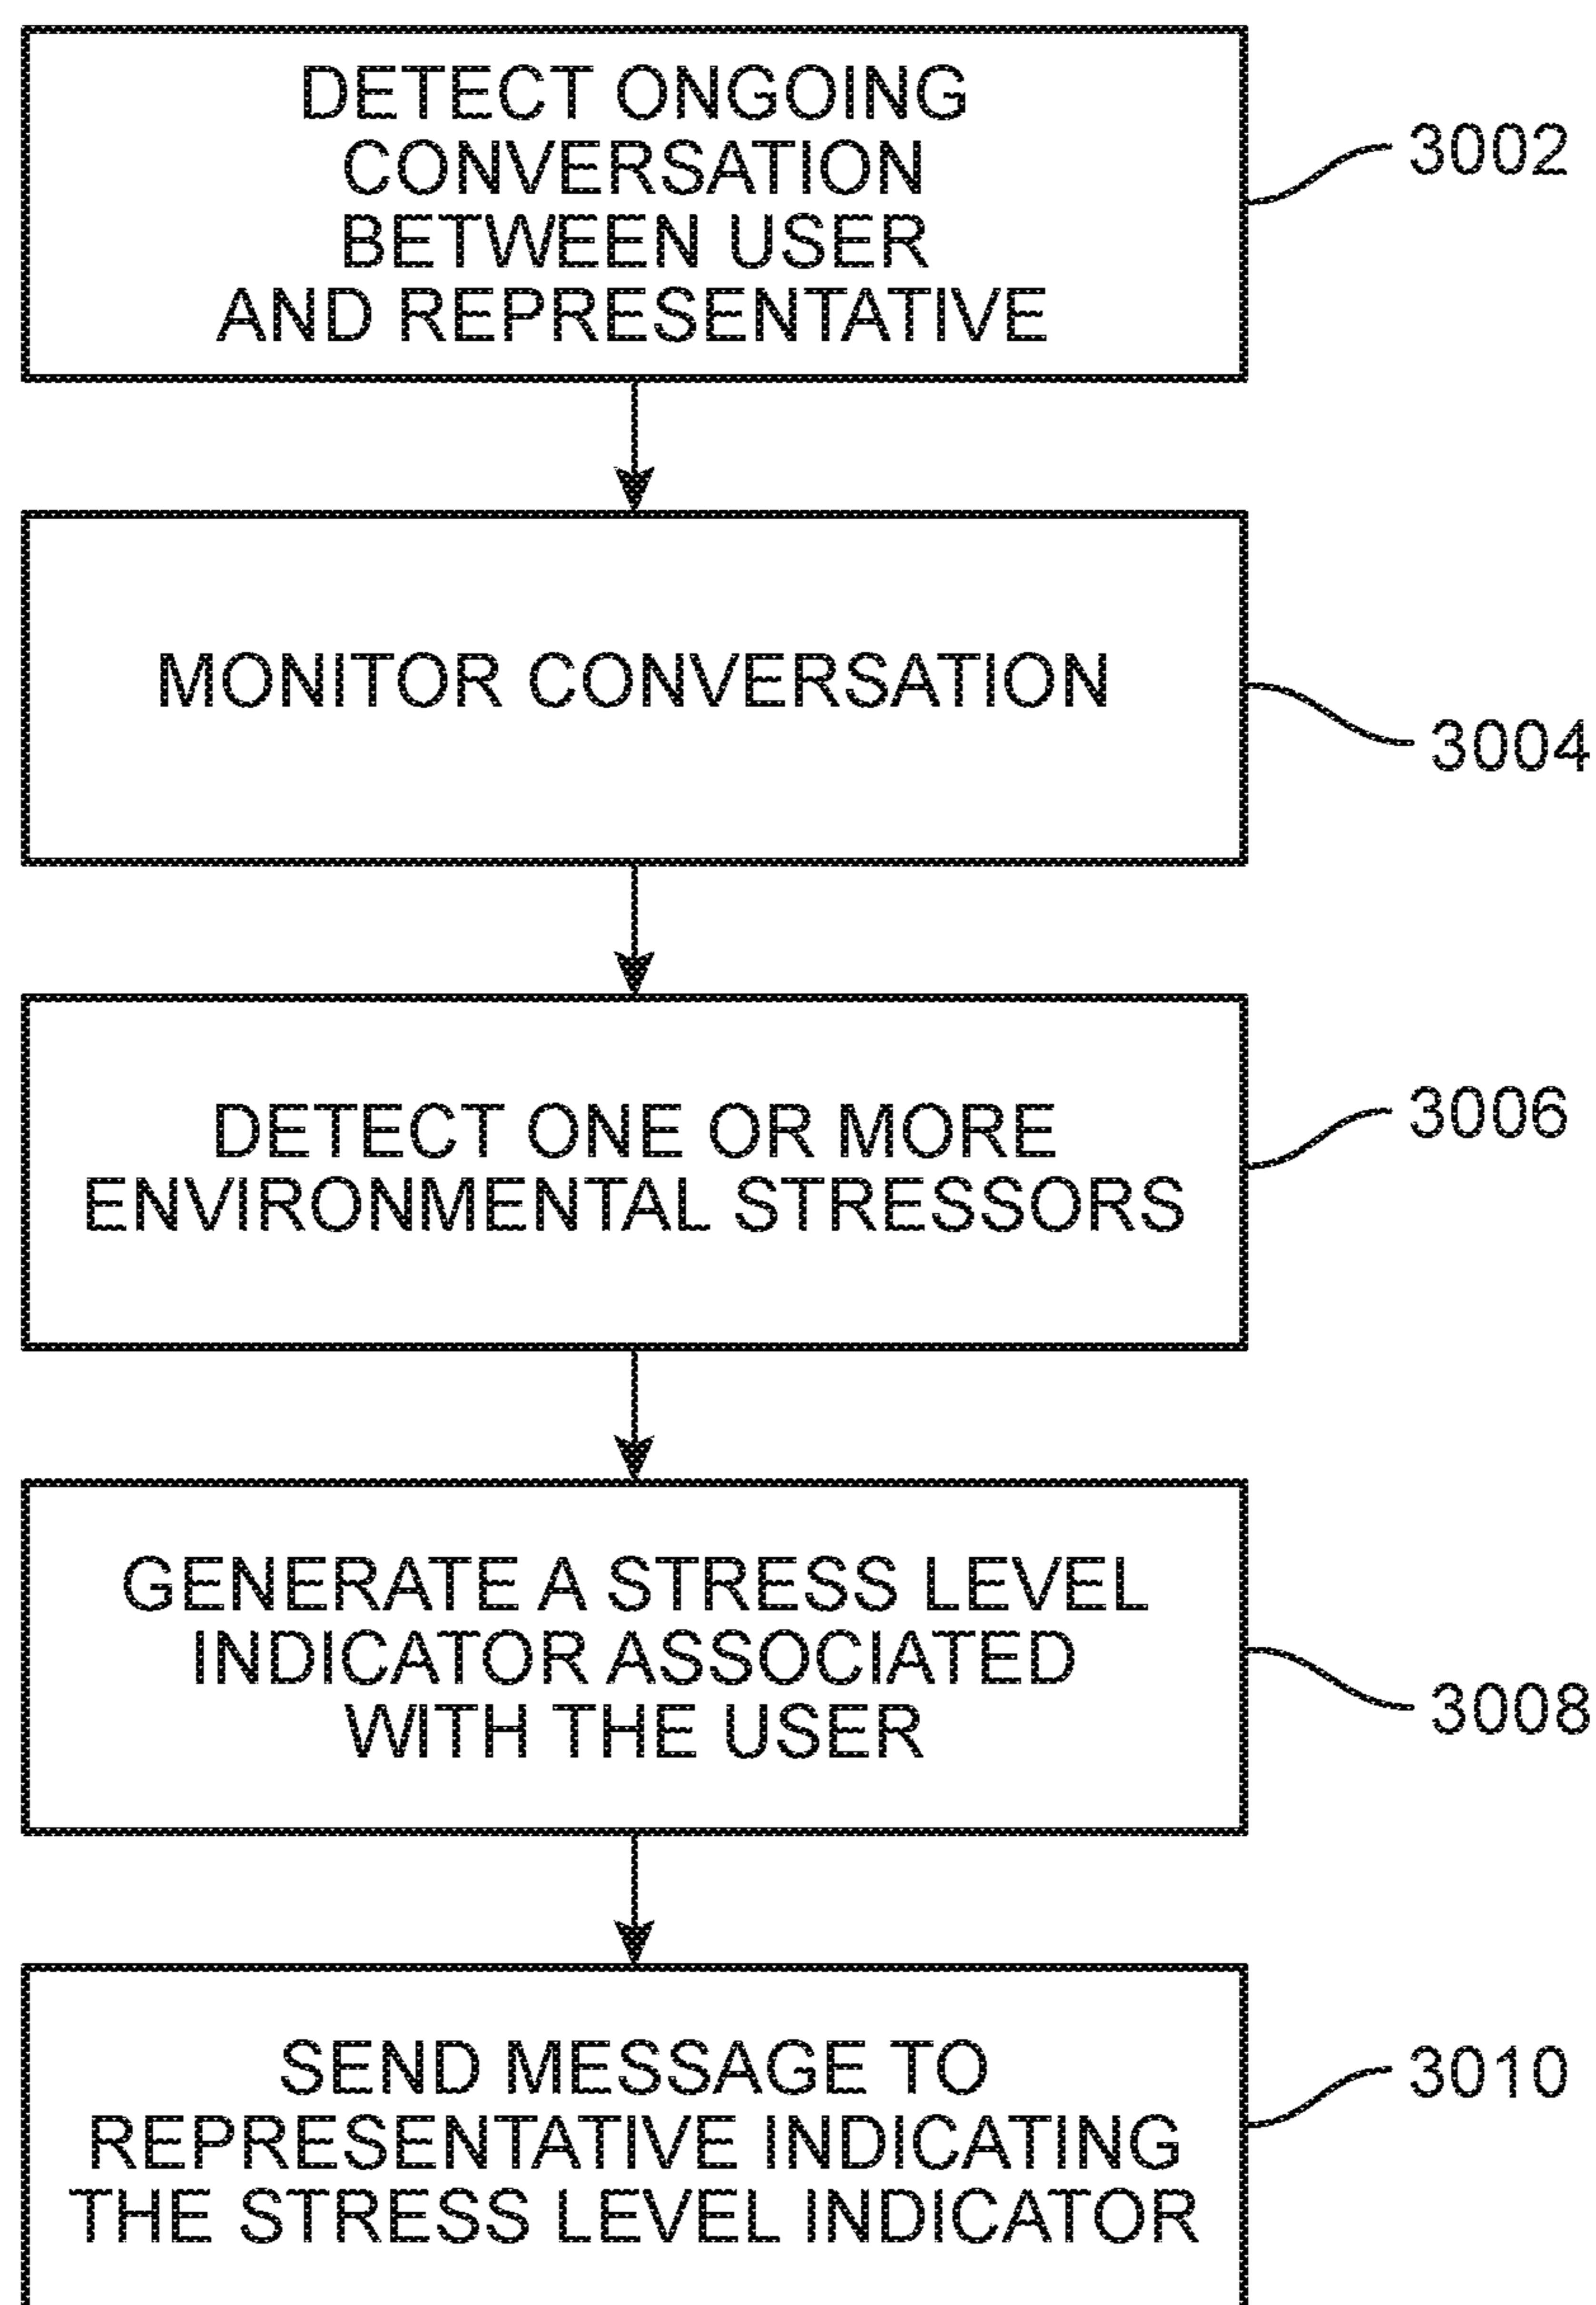 DETECT ONGOING
CONVERSATION
BETWEEN USER
AND REPRESENTATIVE
3002
MONITOR CONVERSATION
3004
DETECT ONE OR MORE
ENVIRONMENTAL STRESSORS
3006
GENERATE A STRESS LEVEL
INDICATOR ASSOCIATED
WITH THE USER
3008
SEND MESSAGE TO
REPRESENTATIVE INDICATING
THE STRESS LEVEL INDICATOR
3010